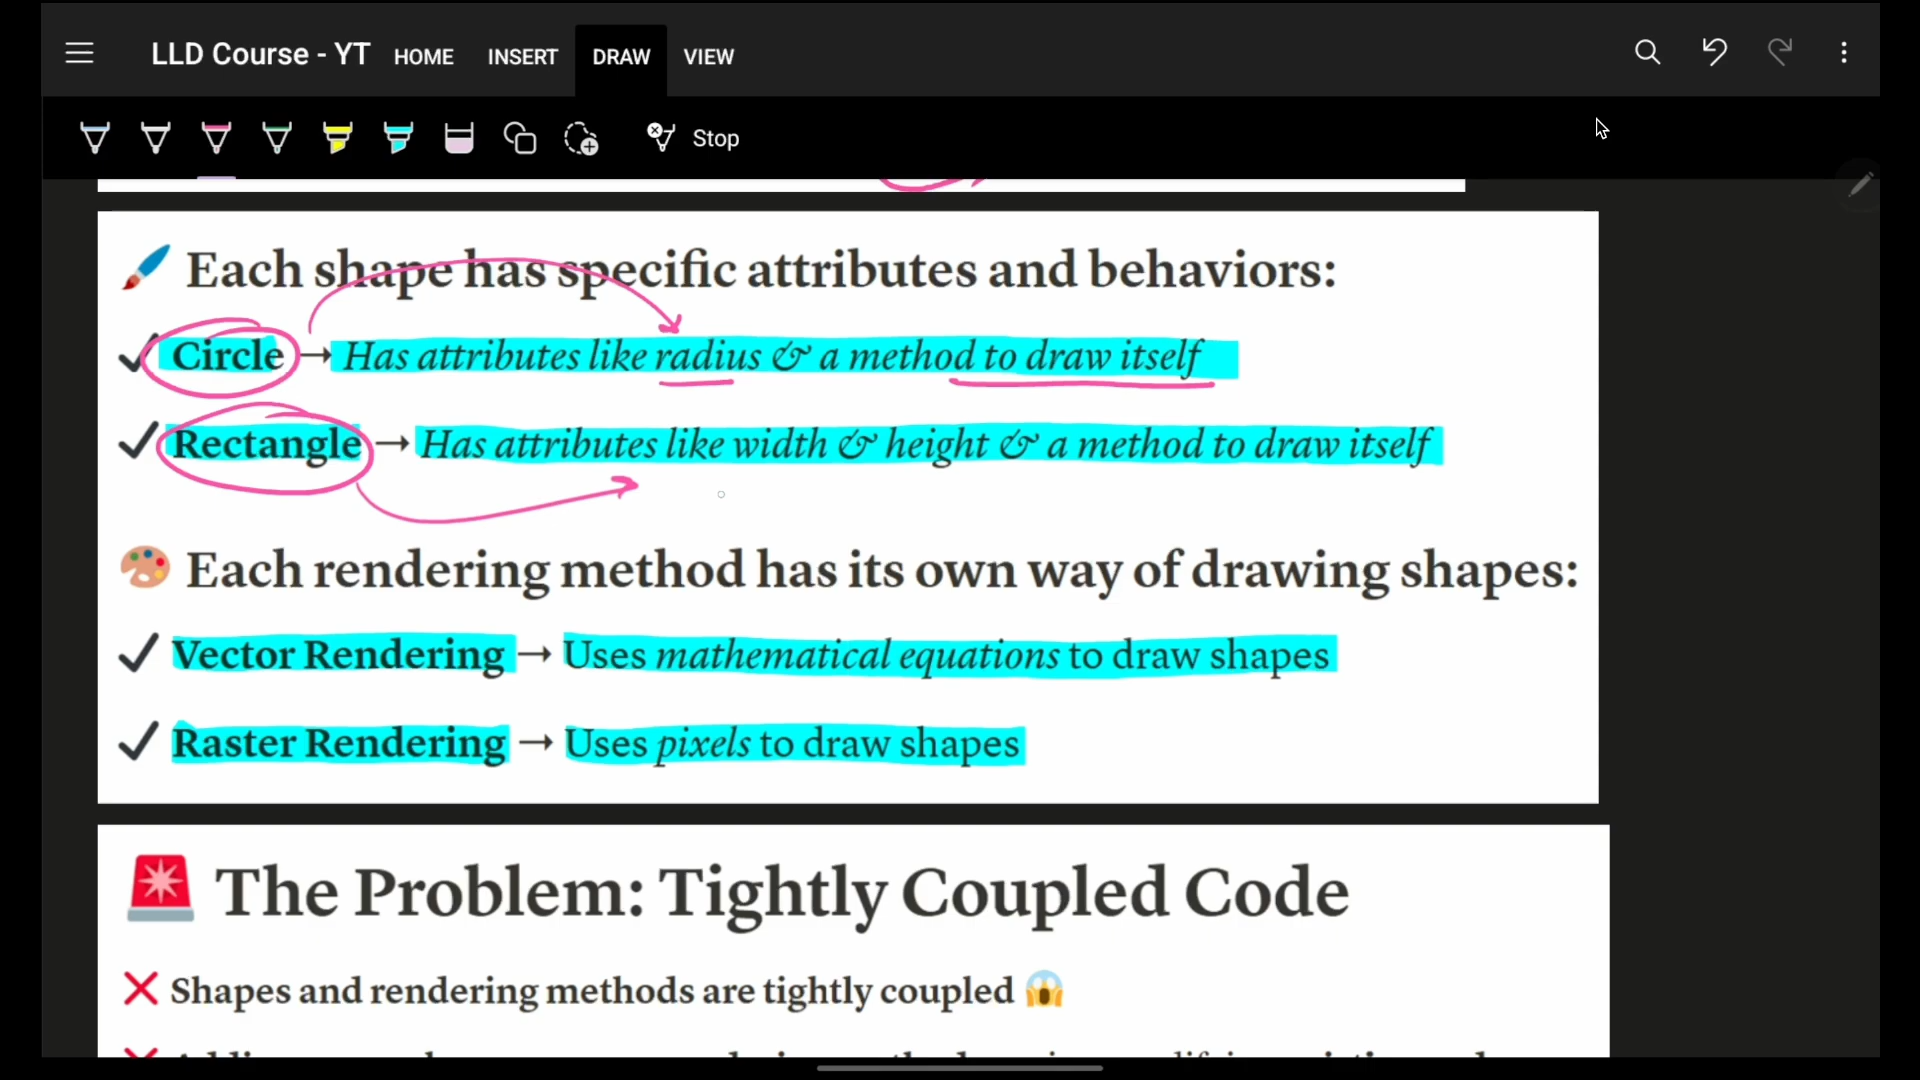 LLD Course - YT HOME INSERT DRAW VIEW
Stop
Each shape has specific attributes and behaviors:
Circle → Has attributes like radius & a method to draw itself
Rectangle → Has attributes like width & height & a method to draw itself
Each rendering method has its own way of drawing shapes:
Vector Rendering → Uses mathematical equations to draw shapes
Raster Rendering → Uses pixels to draw shapes
The Problem: Tightly Coupled Code
Shapes and rendering methods are tightly coupled